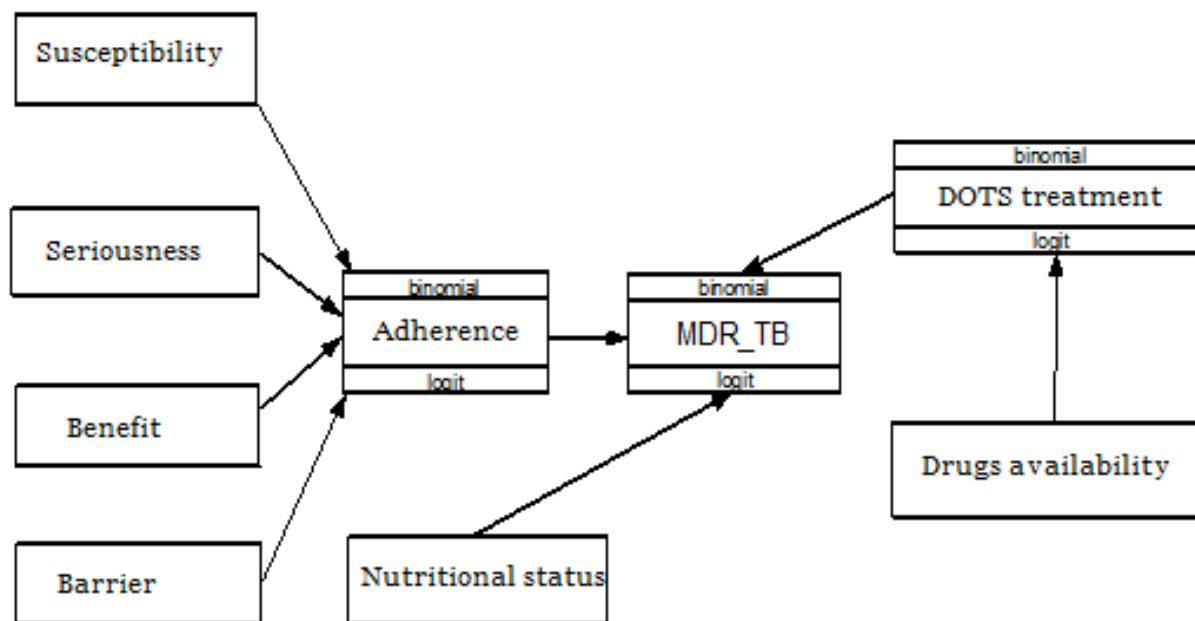 Susceptibility
Seriousness
Benefit
Barrier
binomial
Adherence
logit
binomial
MDR_TB
logit
Nutritional status
binomial
DOTS treatment
logit
Drugs availability